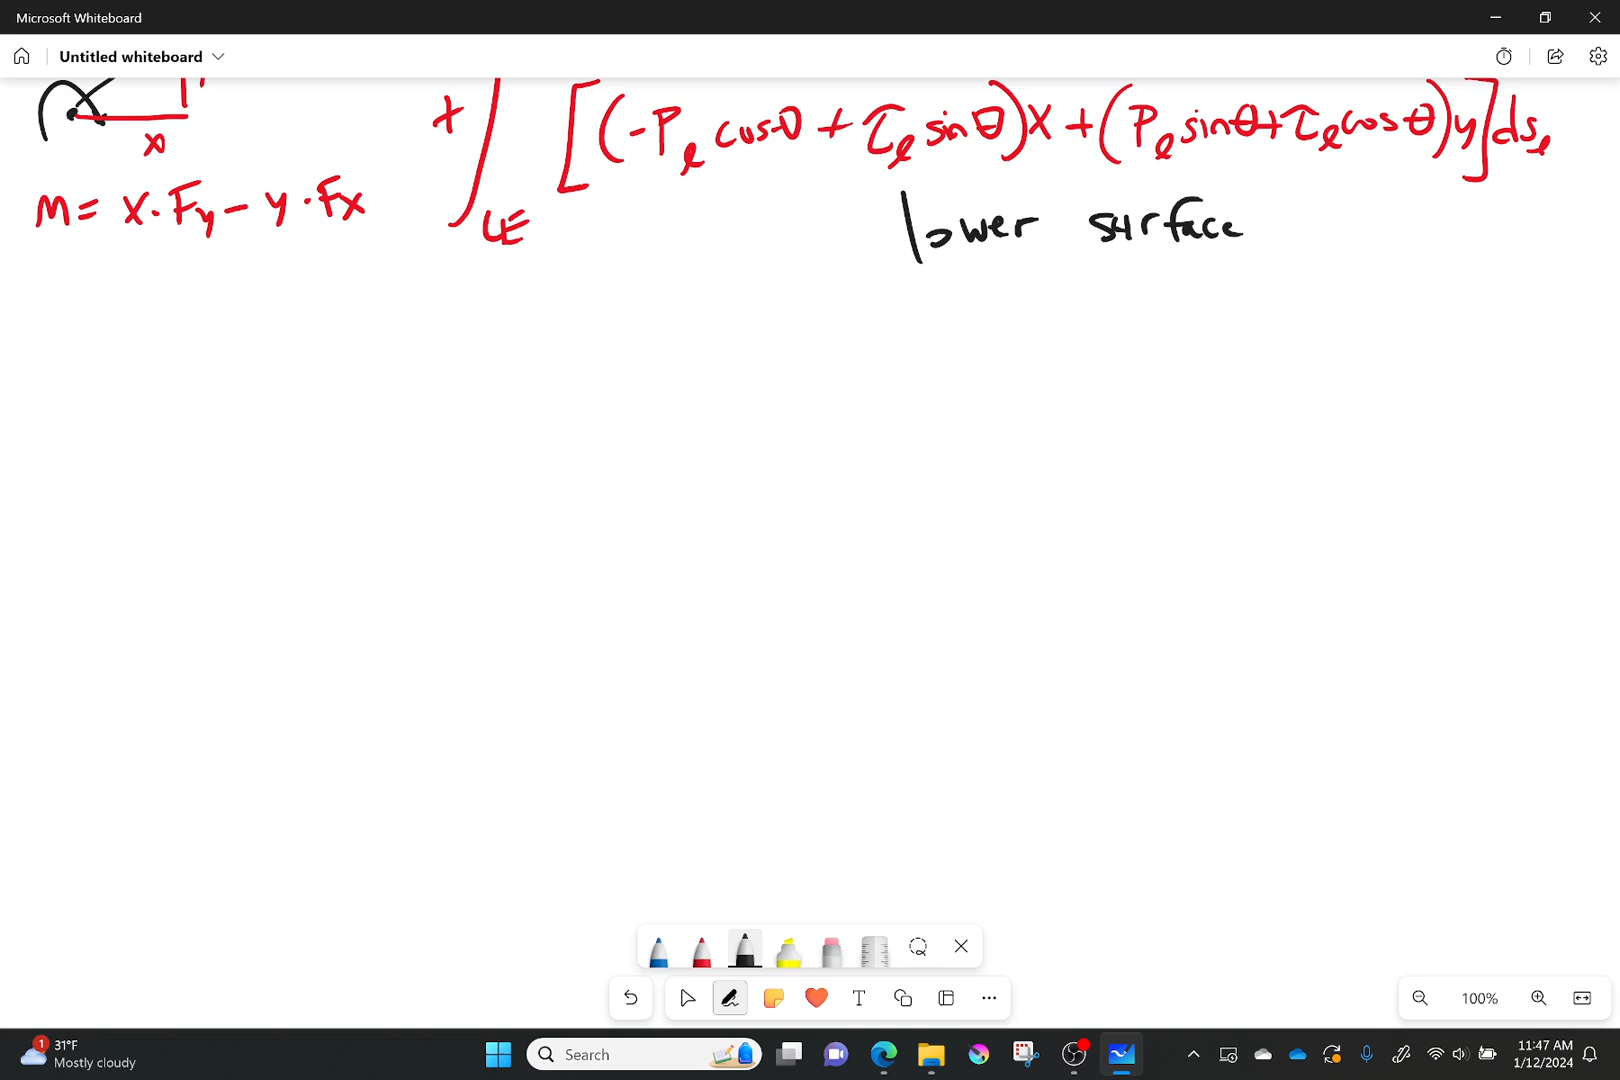 Microsoft Whiteboard
Untitled whiteboard
+ ∫ [(-Pℓ cosθ + τℓ sinθ)x + (Pℓ sinθ + τℓ cosθ)y]dsℓ
LE
x
M = x·Fy - y·Fx
lower surface
100%
1
31°F
Mostly cloudy
Search
11:47 AM
1/12/2024